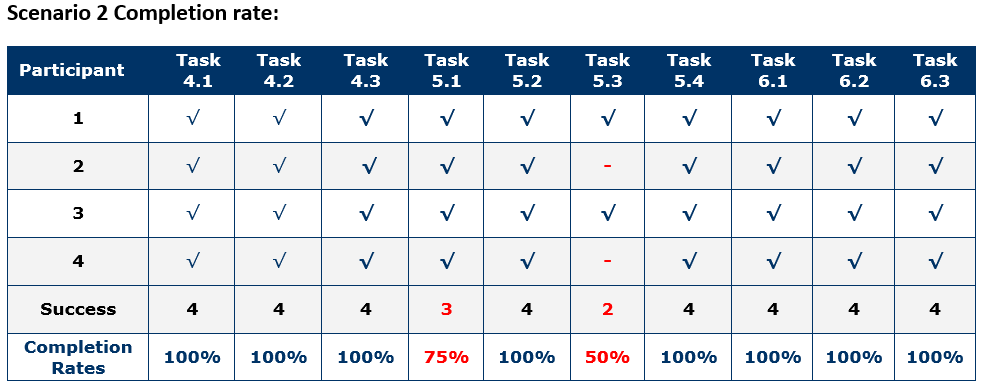 Scenario 2 Completion rate:
Participant Task 4.1 Task 4.2 Task 4.3 Task 5.1 Task 5.2 Task 5.3 Task 5.4 Task 6.1 Task 6.2 Task 6.3
1 √ √ √ √ √ √ √ √ √ √
2 √ √ √ √ √ - √ √ √ √
3 √ √ √ √ √ √ √ √ √ √
4 √ √ √ √ √ - √ √ √ √
Success 4 4 4 3 4 2 4 4 4 4
Completion Rates 100% 100% 100% 75% 100% 50% 100% 100% 100% 100%